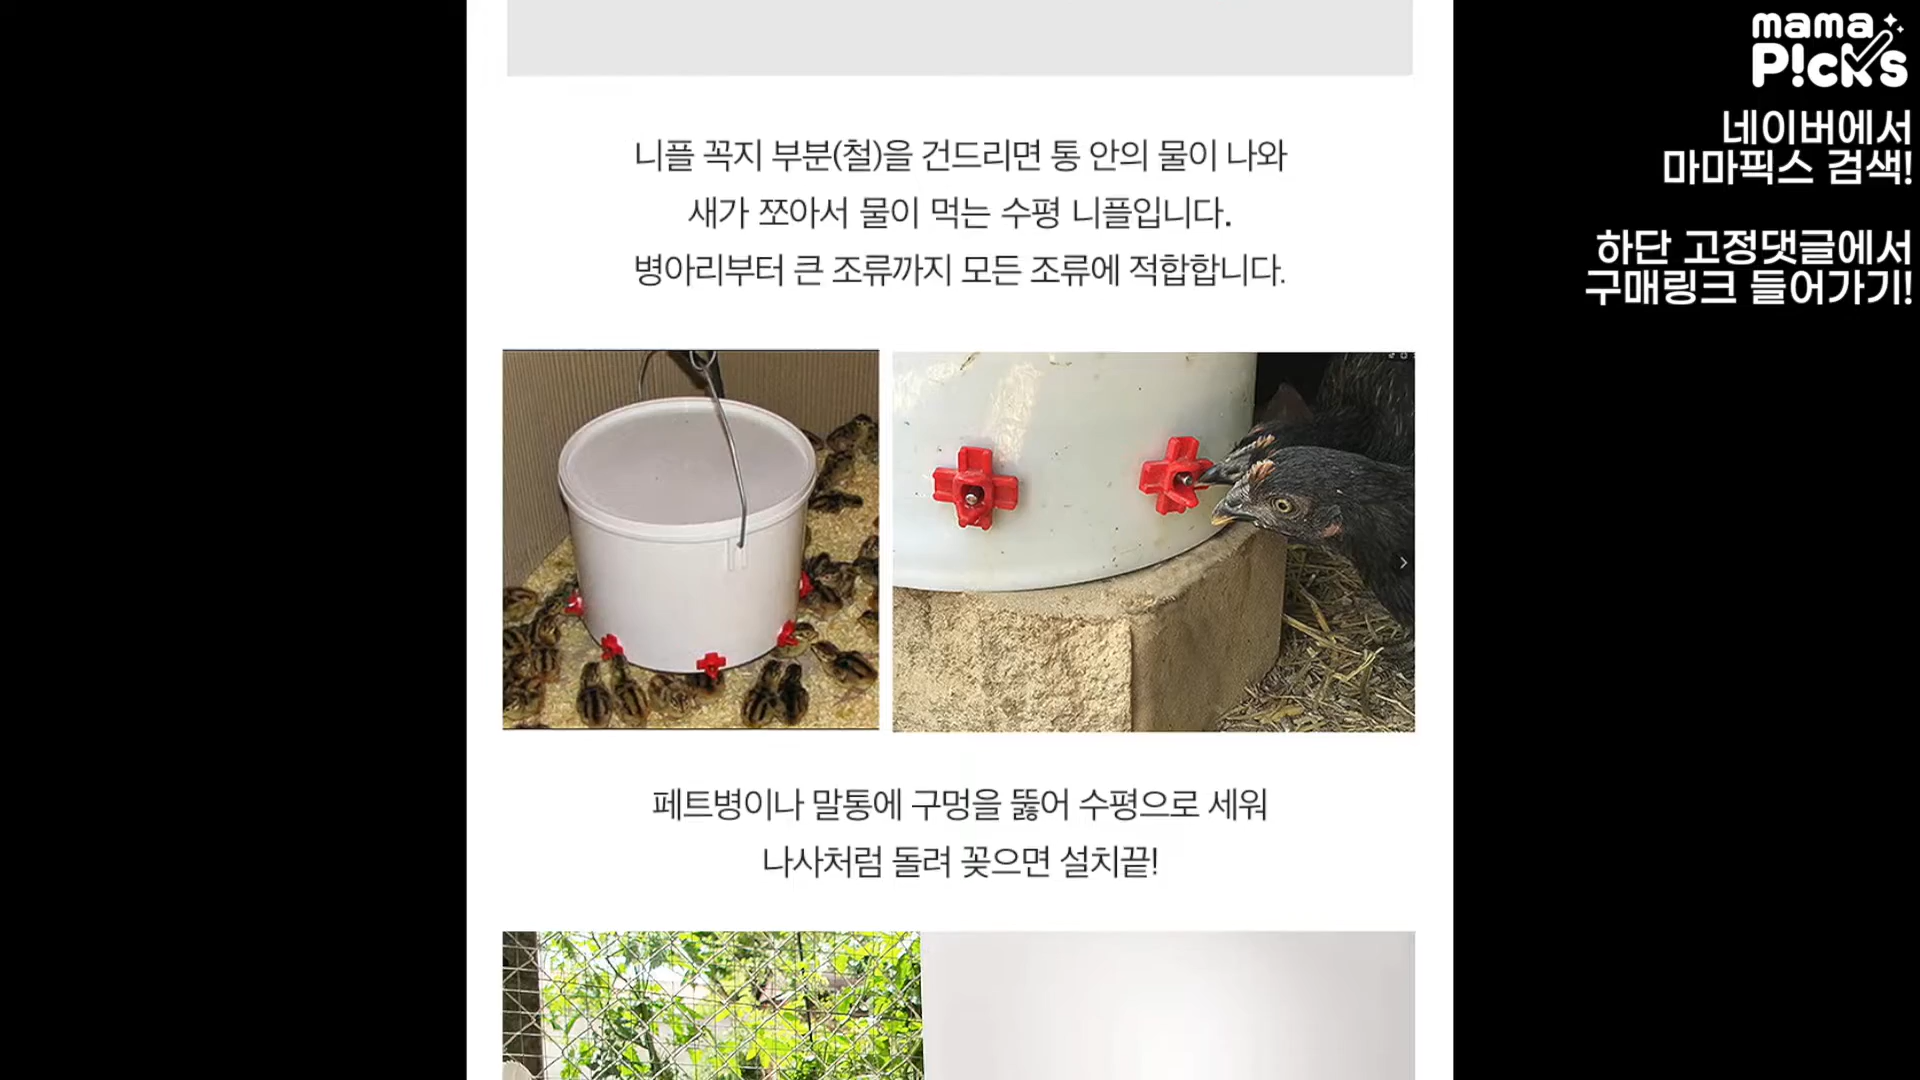 mama
P!cks
네이버에서
마마픽스 검색!
하단 고정댓글에서
구매링크 들어가기!
니플 꼭지 부분(철)을 건드리면 통 안의 물이 나와
새가 쪼아서 물이 먹는 수평 니플입니다.
병아리부터 큰 조류까지 모든 조류에 적합합니다.
페트병이나 말통에 구멍을 뚫어 수평으로 세워
나사처럼 돌려 꽂으면 설치끝!